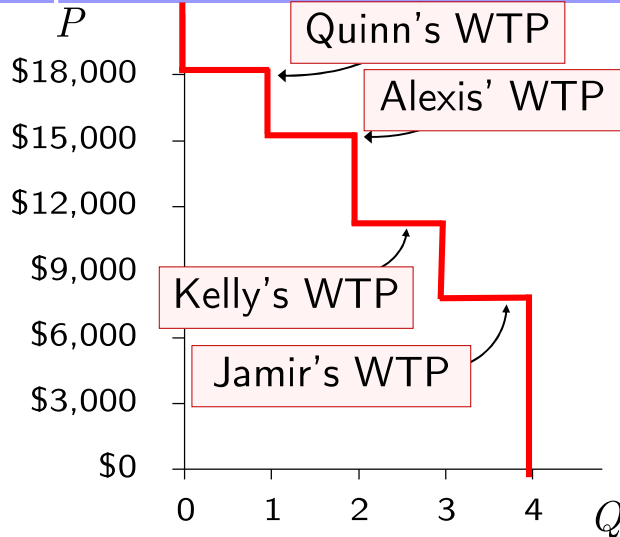 P
Quinn's WTP
$18,000
Alexis' WTP
$15,000
$12,000
$9,000
Kelly's WTP
$6,000
Jamir's WTP
$3,000
$0
0 1 2 3 4 Q